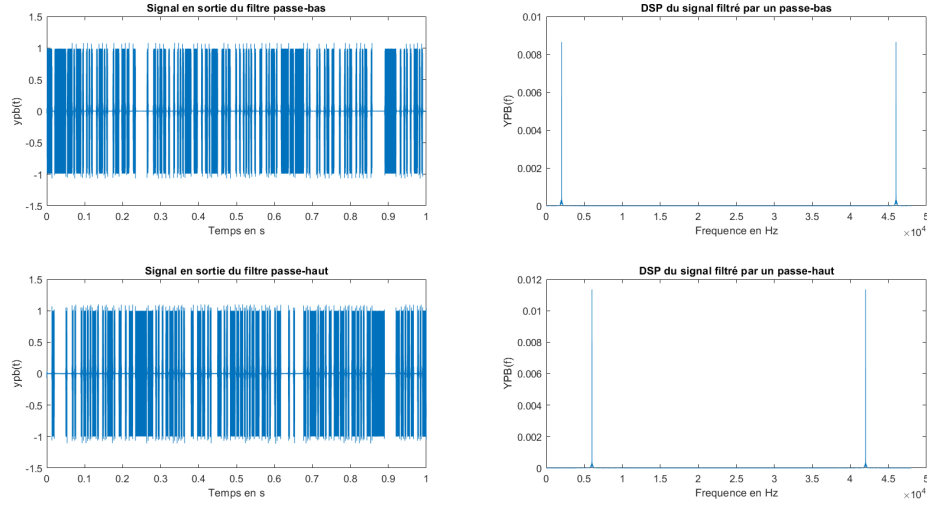 Signal en sortie du filtre passe-bas
1.5
1
0.5
0
-0.5
-1
-1.5
ypb(t)
0 0.1 0.2 0.3 0.4 0.5 0.6 0.7 0.8 0.9 1
Temps en s
DSP du signal filtré par un passe-bas
0.01
0.008
0.006
0.004
0.002
0
YPB(f)
0 0.5 1 1.5 2 2.5 3 3.5 4 4.5 5
Frequence en Hz
×10^4
Signal en sortie du filtre passe-haut
1.5
1
0.5
0
-0.5
-1
-1.5
ypb(t)
0 0.1 0.2 0.3 0.4 0.5 0.6 0.7 0.8 0.9 1
Temps en s
DSP du signal filtré par un passe-haut
0.012
0.01
0.008
0.006
0.004
0.002
0
YPB(f)
0 0.5 1 1.5 2 2.5 3 3.5 4 4.5 5
Frequence en Hz
×10^4